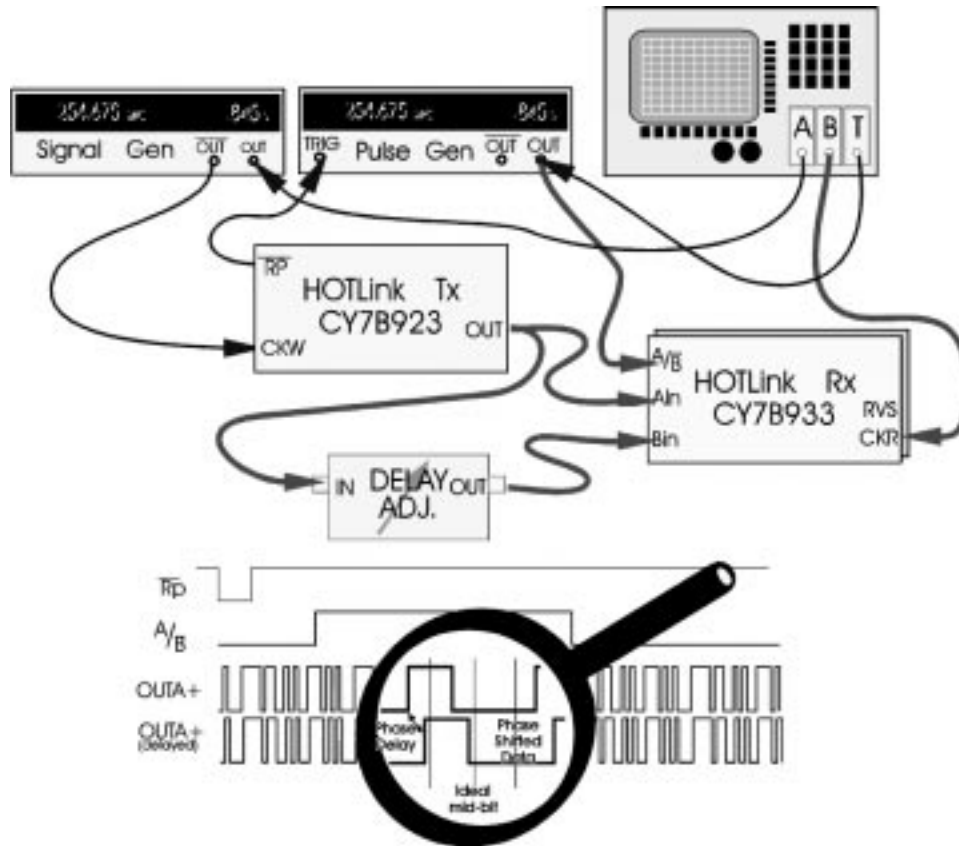 A B T
Signal Gen OUT OUT
TRIG Pulse Gen OUT OUT
RP
HOTLink Tx
CY7B923
OUT
CKW
A/B
HOTLink Rx
AIn
CY7B933
RVS
Bin
CKR
IN DELAY OUT
ADJ.
Rp
A/B
OUTA+
OUTA+
(Delayed)
Phase
Delay
Phase
Shifted
Data
Ideal
mid-bit